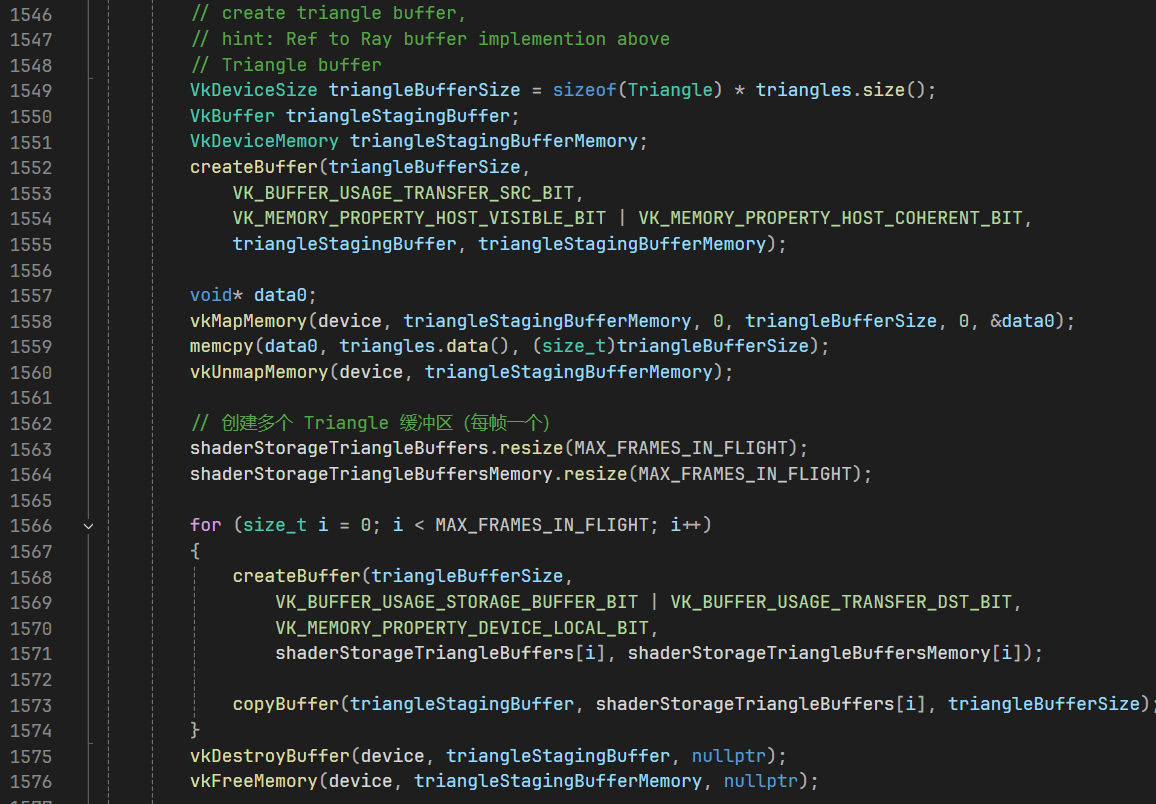 1546 // create triangle buffer,
1547 // hint: Ref to Ray buffer implemention above
1548 // Triangle buffer
1549 VkDeviceSize triangleBufferSize = sizeof(Triangle) * triangles.size();
1550 VkBuffer triangleStagingBuffer;
1551 VkDeviceMemory triangleStagingBufferMemory;
1552 createBuffer(triangleBufferSize,
1553 VK_BUFFER_USAGE_TRANSFER_SRC_BIT,
1554 VK_MEMORY_PROPERTY_HOST_VISIBLE_BIT | VK_MEMORY_PROPERTY_HOST_COHERENT_BIT,
1555 triangleStagingBuffer, triangleStagingBufferMemory);
1556
1557 void* data0;
1558 vkMapMemory(device, triangleStagingBufferMemory, 0, triangleBufferSize, 0, &data0);
1559 memcpy(data0, triangles.data(), (size_t)triangleBufferSize);
1560 vkUnmapMemory(device, triangleStagingBufferMemory);
1561
1562 // 创建多个 Triangle 缓冲区（每帧一个）
1563 shaderStorageTriangleBuffers.resize(MAX_FRAMES_IN_FLIGHT);
1564 shaderStorageTriangleBuffersMemory.resize(MAX_FRAMES_IN_FLIGHT);
1565
1566 for (size_t i = 0; i < MAX_FRAMES_IN_FLIGHT; i++)
1567 {
1568 createBuffer(triangleBufferSize,
1569 VK_BUFFER_USAGE_STORAGE_BUFFER_BIT | VK_BUFFER_USAGE_TRANSFER_DST_BIT,
1570 VK_MEMORY_PROPERTY_DEVICE_LOCAL_BIT,
1571 shaderStorageTriangleBuffers[i], shaderStorageTriangleBuffersMemory[i]);
1572
1573 copyBuffer(triangleStagingBuffer, shaderStorageTriangleBuffers[i], triangleBufferSize);
1574 }
1575 vkDestroyBuffer(device, triangleStagingBuffer, nullptr);
1576 vkFreeMemory(device, triangleStagingBufferMemory, nullptr);